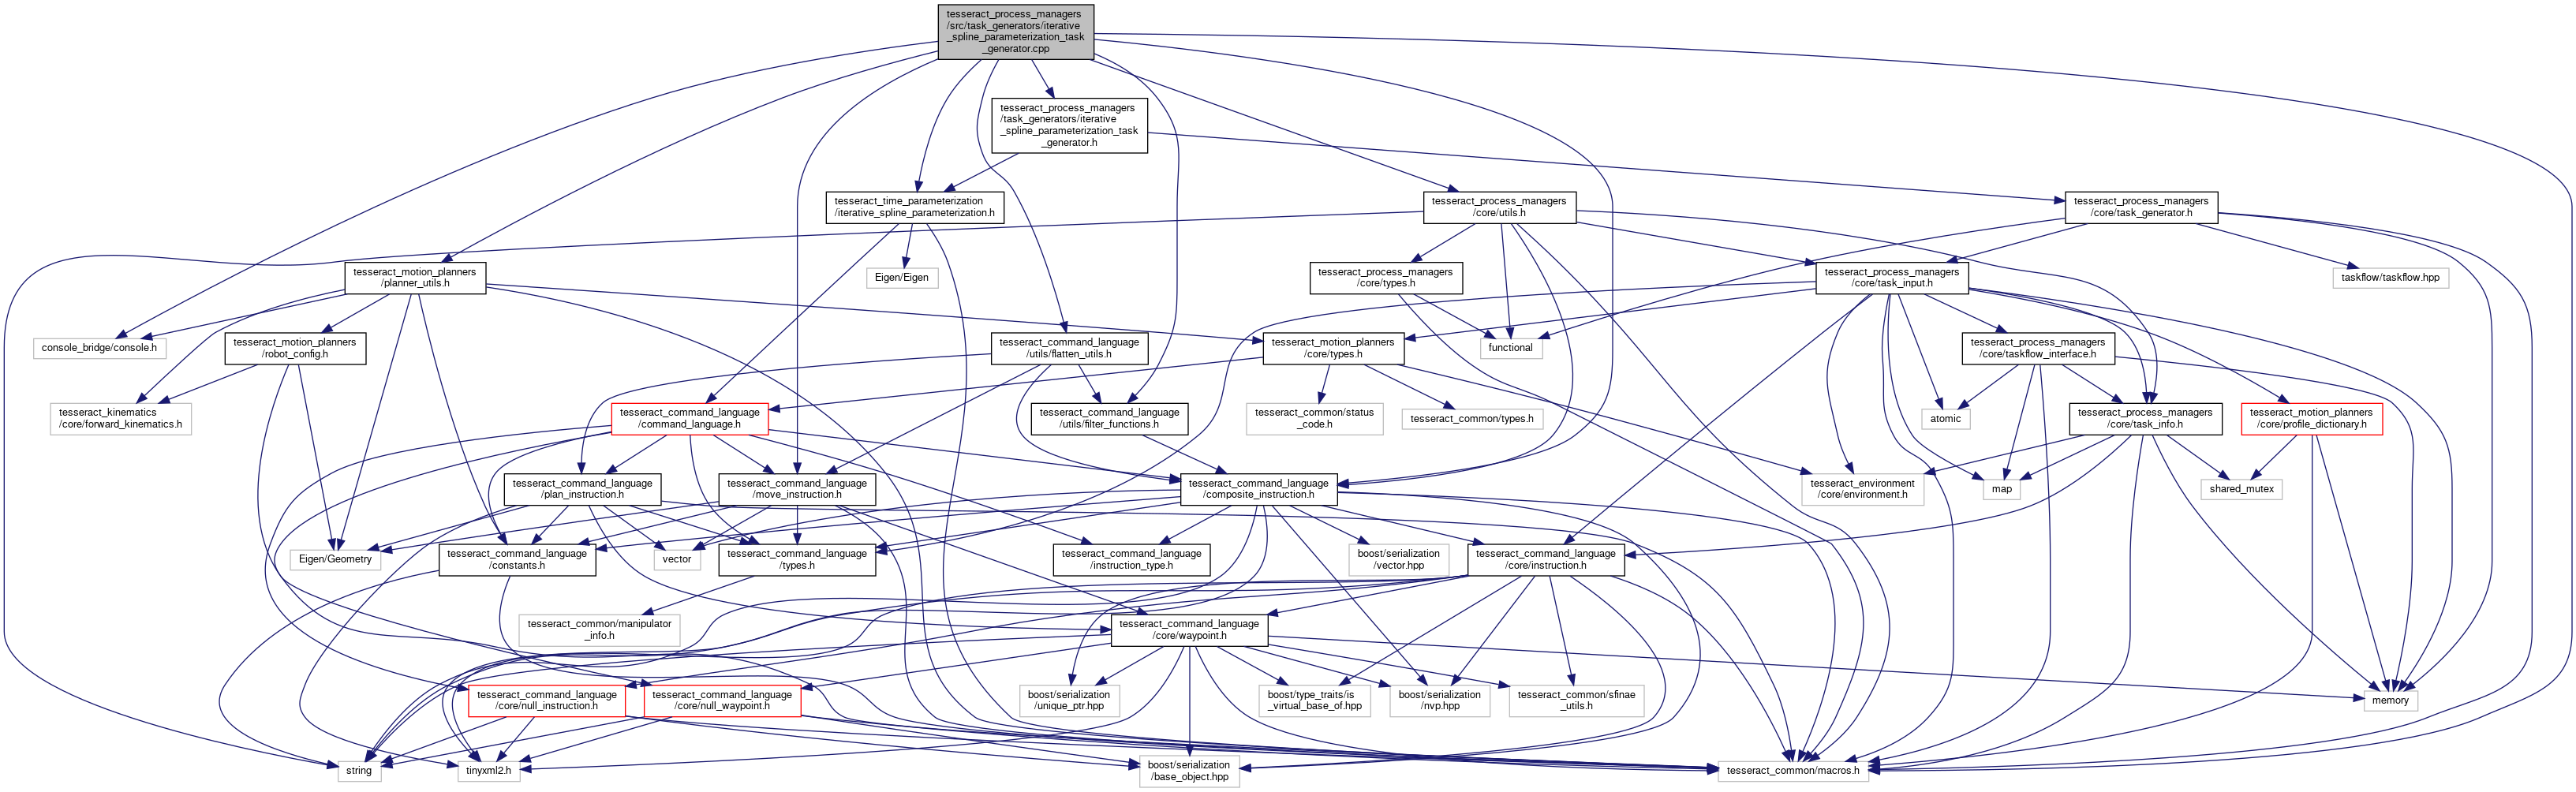 tesseract_process_managers
/src/task_generators/iterative
_spline_parameterization_task
_generator.cpp
tesseract_process_managers
/task_generators/iterative
_spline_parameterization_task
_generator.h
tesseract_time_parameterization
/iterative_spline_parameterization.h
tesseract_process_managers
/core/utils.h
tesseract_process_managers
/core/task_generator.h
tesseract_motion_planners
/planner_utils.h
Eigen/Eigen
tesseract_process_managers
/core/types.h
tesseract_process_managers
/core/task_input.h
taskflow/taskflow.hpp
console_bridge/console.h
tesseract_motion_planners
/robot_config.h
tesseract_command_language
/utils/flatten_utils.h
tesseract_motion_planners
/core/types.h
functional
tesseract_process_managers
/core/taskflow_interface.h
tesseract_kinematics
/core/forward_kinematics.h
tesseract_command_language
/command_language.h
tesseract_command_language
/utils/filter_functions.h
tesseract_common/status
_code.h
tesseract_common/types.h
atomic
tesseract_process_managers
/core/task_info.h
tesseract_motion_planners
/core/profile_dictionary.h
tesseract_command_language
/plan_instruction.h
tesseract_command_language
/move_instruction.h
tesseract_command_language
/composite_instruction.h
tesseract_environment
/core/environment.h
map
shared_mutex
Eigen/Geometry
tesseract_command_language
/constants.h
vector
tesseract_command_language
/types.h
tesseract_command_language
/instruction_type.h
boost/serialization
/vector.hpp
tesseract_command_language
/core/instruction.h
tesseract_common/manipulator
_info.h
tesseract_command_language
/core/waypoint.h
tesseract_command_language
/core/null_instruction.h
tesseract_command_language
/core/null_waypoint.h
boost/serialization
/unique_ptr.hpp
boost/type_traits/is
_virtual_base_of.hpp
boost/serialization
/nvp.hpp
tesseract_common/sfinae
_utils.h
memory
string
tinyxml2.h
boost/serialization
/base_object.hpp
tesseract_common/macros.h